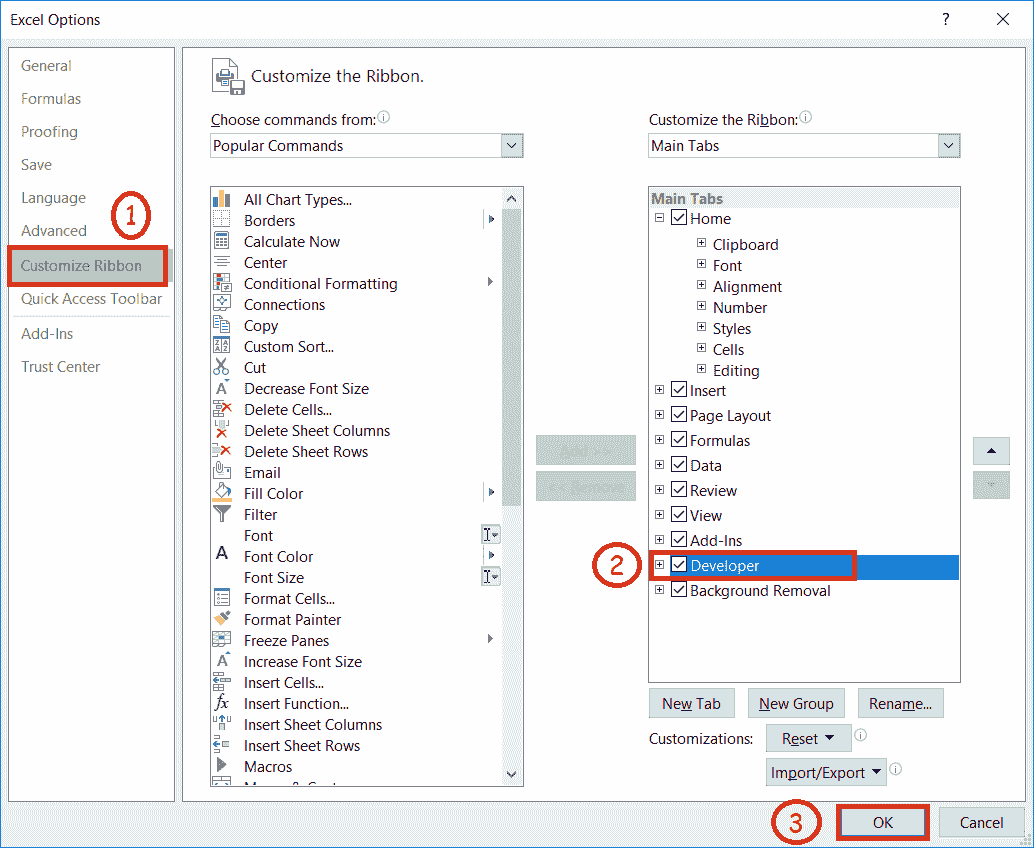 Excel Options
?
General
Formulas
Proofing
Save
Language
Advanced
Customize Ribbon
Quick Access Toolbar
Add-Ins
Trust Center
1
Customize the Ribbon.
Choose commands from:
Popular Commands
All Chart Types...
Borders
Calculate Now
Center
Conditional Formatting
Connections
Copy
Custom Sort...
Cut
Decrease Font Size
Delete Cells...
Delete Sheet Columns
Delete Sheet Rows
Email
Fill Color
Filter
Font
Font Color
Font Size
Format Cells...
Format Painter
Freeze Panes
Increase Font Size
Insert Cells...
Insert Function...
Insert Sheet Columns
Insert Sheet Rows
Macros
Add >>
<< Remove
Customize the Ribbon:
Main Tabs
Main Tabs
Home
Clipboard
Font
Alignment
Number
Styles
Cells
Editing
Insert
Page Layout
Formulas
Data
Review
View
Add-Ins
2
Developer
Background Removal
New Tab
New Group
Rename...
Customizations:
Reset
Import/Export
3
OK
Cancel